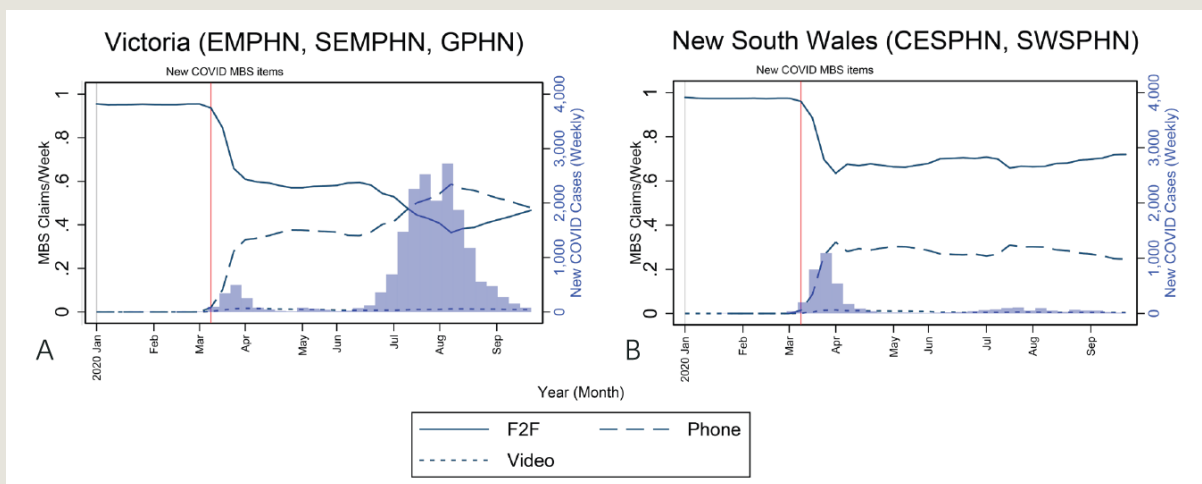 Victoria (EMPHN, SEMPHN, GPHN)
New COVID MBS items
MBS Claims/Week
1
.8
.6
.4
.2
0
4,000
3,000
2,000
1,000
0
New COVID Cases (Weekly)
2020 Jan
Feb
Mar
Apr
May
Jun
Jul
Aug
Sep
A
New South Wales (CESPHN, SWSPHN)
New COVID MBS items
MBS Claims/Week
1
.8
.6
.4
.2
0
4,000
3,000
2,000
1,000
0
New COVID Cases (Weekly)
2020 Jan
Feb
Mar
Apr
May
Jun
Jul
Aug
Sep
B
Year (Month)
F2F
Phone
Video